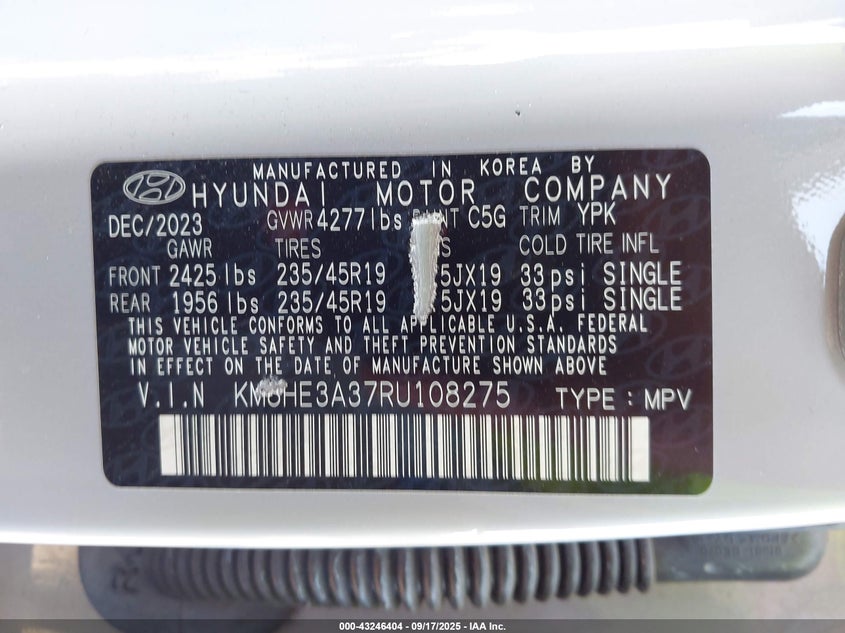 MANUFACTURED IN KOREA BY
HYUNDAI MOTOR COMPANY
DEC/2023 GVWR 4277lbs C5G TRIM YPK
GAWR TIRES COLD TIRE INFL
FRONT 2425lbs 235/45R19 33psi SINGLE
REAR 1956lbs 235/45R19 33psi SINGLE
THIS VEHICLE CONFORMS TO ALL APPLICABLE U.S.A. FEDERAL
MOTOR VEHICLE SAFETY AND THEFT PREVENTION STANDARDS
IN EFFECT ON THE DATE OF MANUFACTURE SHOWN ABOVE
V.I.N KM8HE3A37RU108275 TYPE : MPV
000-43246404 — 09/17/2025 — IAA Inc.